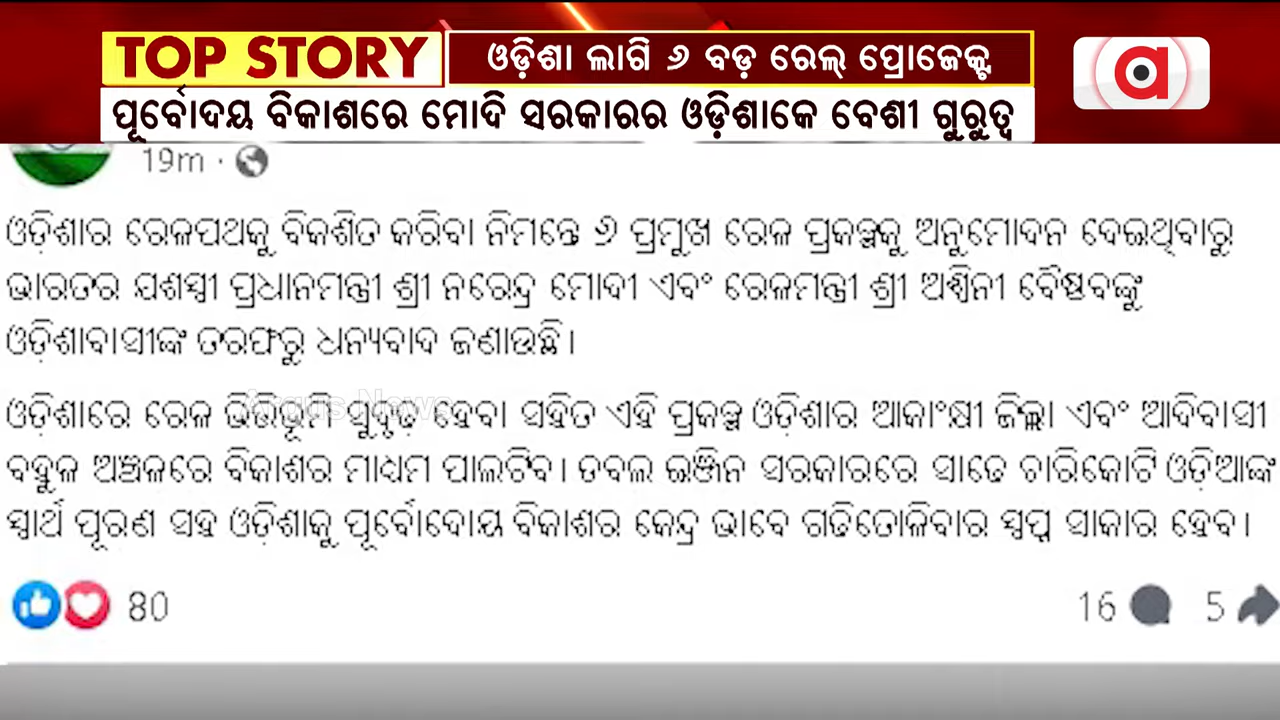 TOP STORY
ଓଡ଼ିଶା ଲାଗି ୬ ବଡ଼ ରେଲ୍ ପ୍ରୋଜେକ୍ଟ
ପୂର୍ବୋଦୟ ବିକାଶରେ ମୋଦି ସରକାରର ଓଡ଼ିଶାକେ ବେଶୀ ଗୁରୁତ୍ୱ
a
19m ·
ଓଡ଼ିଶାର ରେଳପଥକୁ ବିକଶିତ କରିବା ନିମନ୍ତେ ୬ ପ୍ରମୁଖ ରେଳ ପ୍ରକଳ୍ପକୁ ଅନୁମୋଦନ ଦେଇଥିବାରୁ
ଭାରତର ଯଶସ୍ୱୀ ପ୍ରଧାନମନ୍ତ୍ରୀ ଶ୍ରୀ ନରେନ୍ଦ୍ର ମୋଦୀ ଏବଂ ରେଳମନ୍ତ୍ରୀ ଶ୍ରୀ ଅଶ୍ୱିନୀ ବୈଷ୍ଣବଙ୍କୁ
ଓଡ଼ିଶାବାସୀଙ୍କ ତରଫରୁ ଧନ୍ୟବାଦ ଜଣାଉଛି।
Argus News
ଓଡ଼ିଶାରେ ରେଳ ଭିତ୍ତିଭୂମି ସୁଦୃଢ଼ ହେବା ସହିତ ଏହି ପ୍ରକଳ୍ପ ଓଡ଼ିଶାର ଆକାଂକ୍ଷୀ ଜିଲ୍ଲା ଏବଂ ଆଦିବାସୀ
ବହୁଳ ଅଞ୍ଚଳରେ ବିକାଶର ମାଧ୍ୟମ ପାଲଟିବ। ଡବଲ ଇଞ୍ଜିନ ସରକାରରେ ସାଢେ ଚାରିକୋଟି ଓଡ଼ିଆଙ୍କ
ସ୍ୱାର୍ଥ ପୂରଣ ସହ ଓଡ଼ିଶାକୁ ପୂର୍ବୋଦୋୟ ବିକାଶର କେନ୍ଦ୍ର ଭାବେ ଗଢିତୋଳିବାର ସ୍ୱପ୍ନ ସାକାର ହେବ।
80 16 5